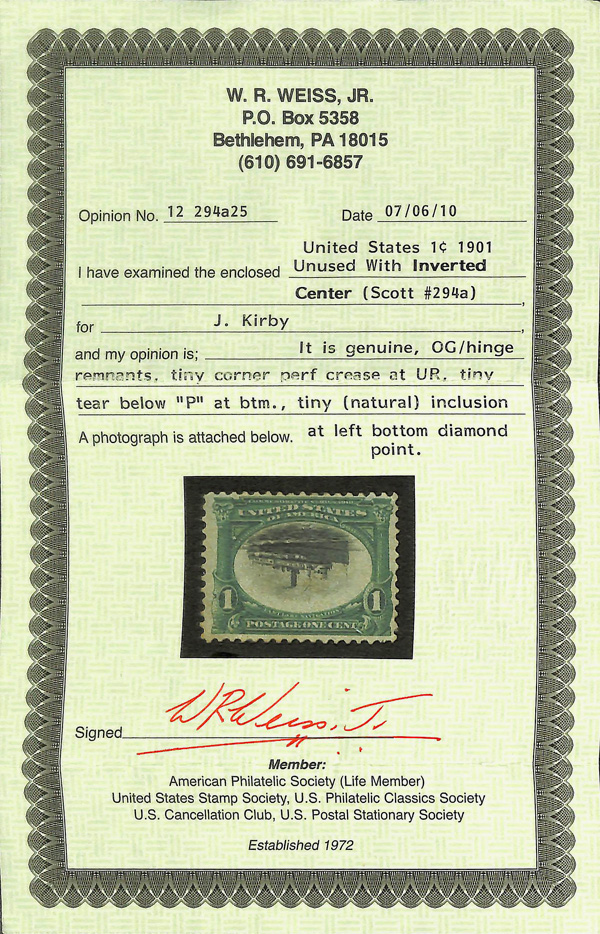 W. R. WEISS, JR.
P.O. Box 5358
Bethlehem, PA 18015
(610) 691-6857
Opinion No. 12 294a25 Date 07/06/10
United States 1¢ 1901
I have examined the enclosed Unused With Inverted
Center (Scott #294a),
for J. Kirby,
and my opinion is; It is genuine, OG/hinge
remnants, tiny corner perf crease at UR, tiny
tear below "P" at btm., tiny (natural) inclusion
A photograph is attached below. at left bottom diamond
point.
UNITED STATES
OF AMERICA
1 1
POSTAGE ONE CENT
Signed W R Weiss, Jr.
Member:
American Philatelic Society (Life Member)
United States Stamp Society, U.S. Philatelic Classics Society
U.S. Cancellation Club, U.S. Postal Stationary Society
Established 1972